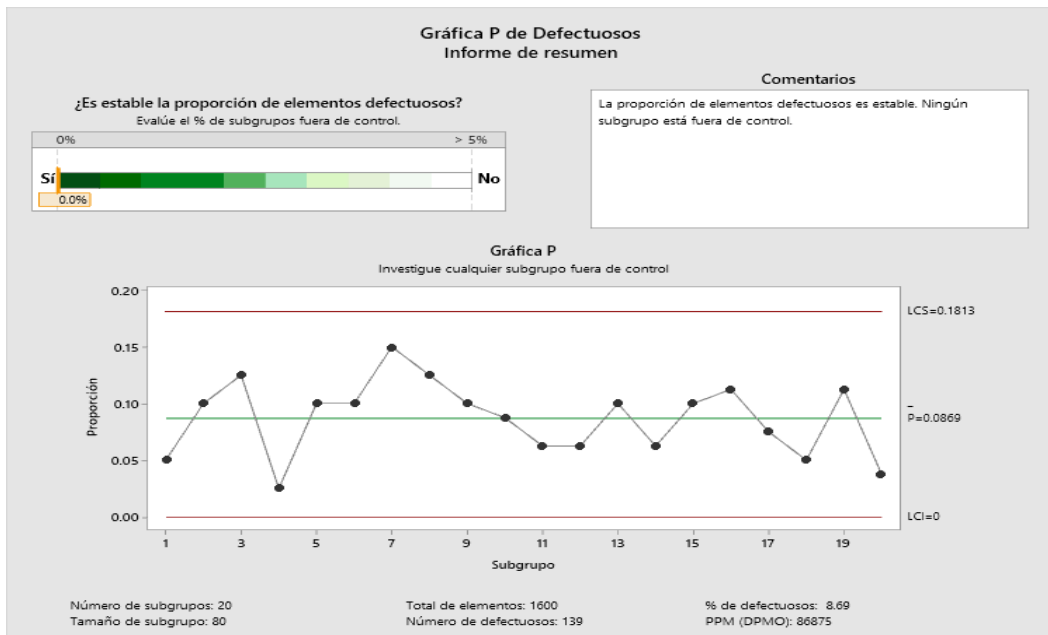 Gráfica P de Defectuosos
Informe de resumen
¿Es estable la proporción de elementos defectuosos?
Evalúe el % de subgrupos fuera de control.
0%
> 5%
Sí
No
0.0%
Comentarios
La proporción de elementos defectuosos es estable. Ningún
subgrupo está fuera de control.
Gráfica P
Investigue cualquier subgrupo fuera de control
0.20
0.15
0.10
0.05
0.00
Proporción
LCS=0.1813
P̄=0.0869
LCI=0
1 3 5 7 9 11 13 15 17 19
Subgrupo
Número de subgrupos: 20
Tamaño de subgrupo: 80
Total de elementos: 1600
Número de defectuosos: 139
% de defectuosos: 8.69
PPM (DPMO): 86875